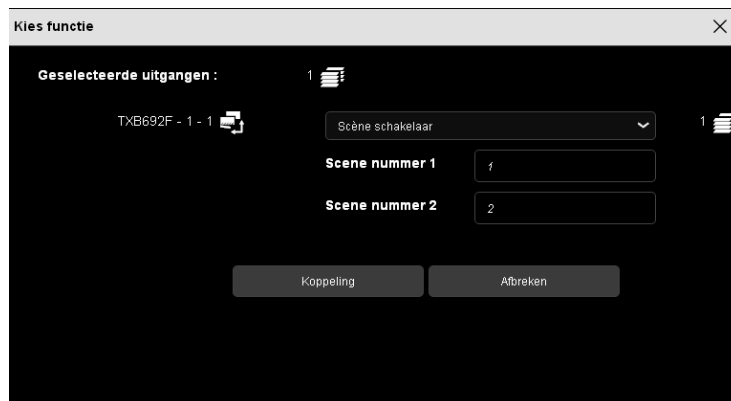 Kies functie
Geselecteerde uitgangen : 1
TXB692F - 1 - 1 Scène schakelaar 1
Scene nummer 1 1
Scene nummer 2 2
Koppeling Afbreken